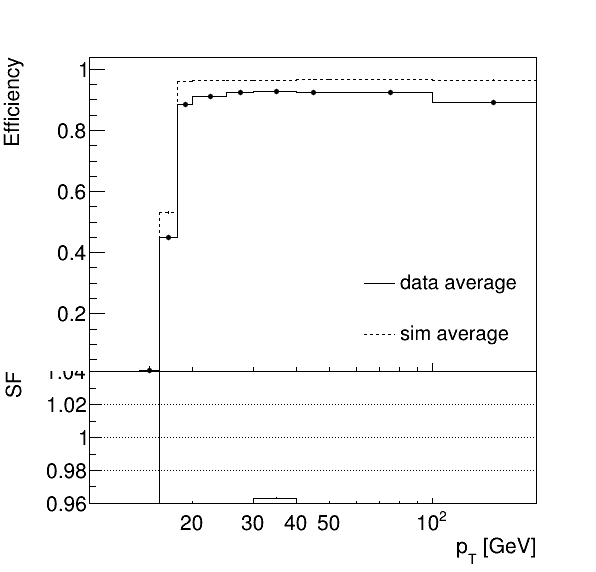 Efficiency
1
0.8
0.6
0.4
0.2
data average
sim average
SF
1.04
1.02
1
0.98
0.96
20 30 40 50 10²
p_T [GeV]